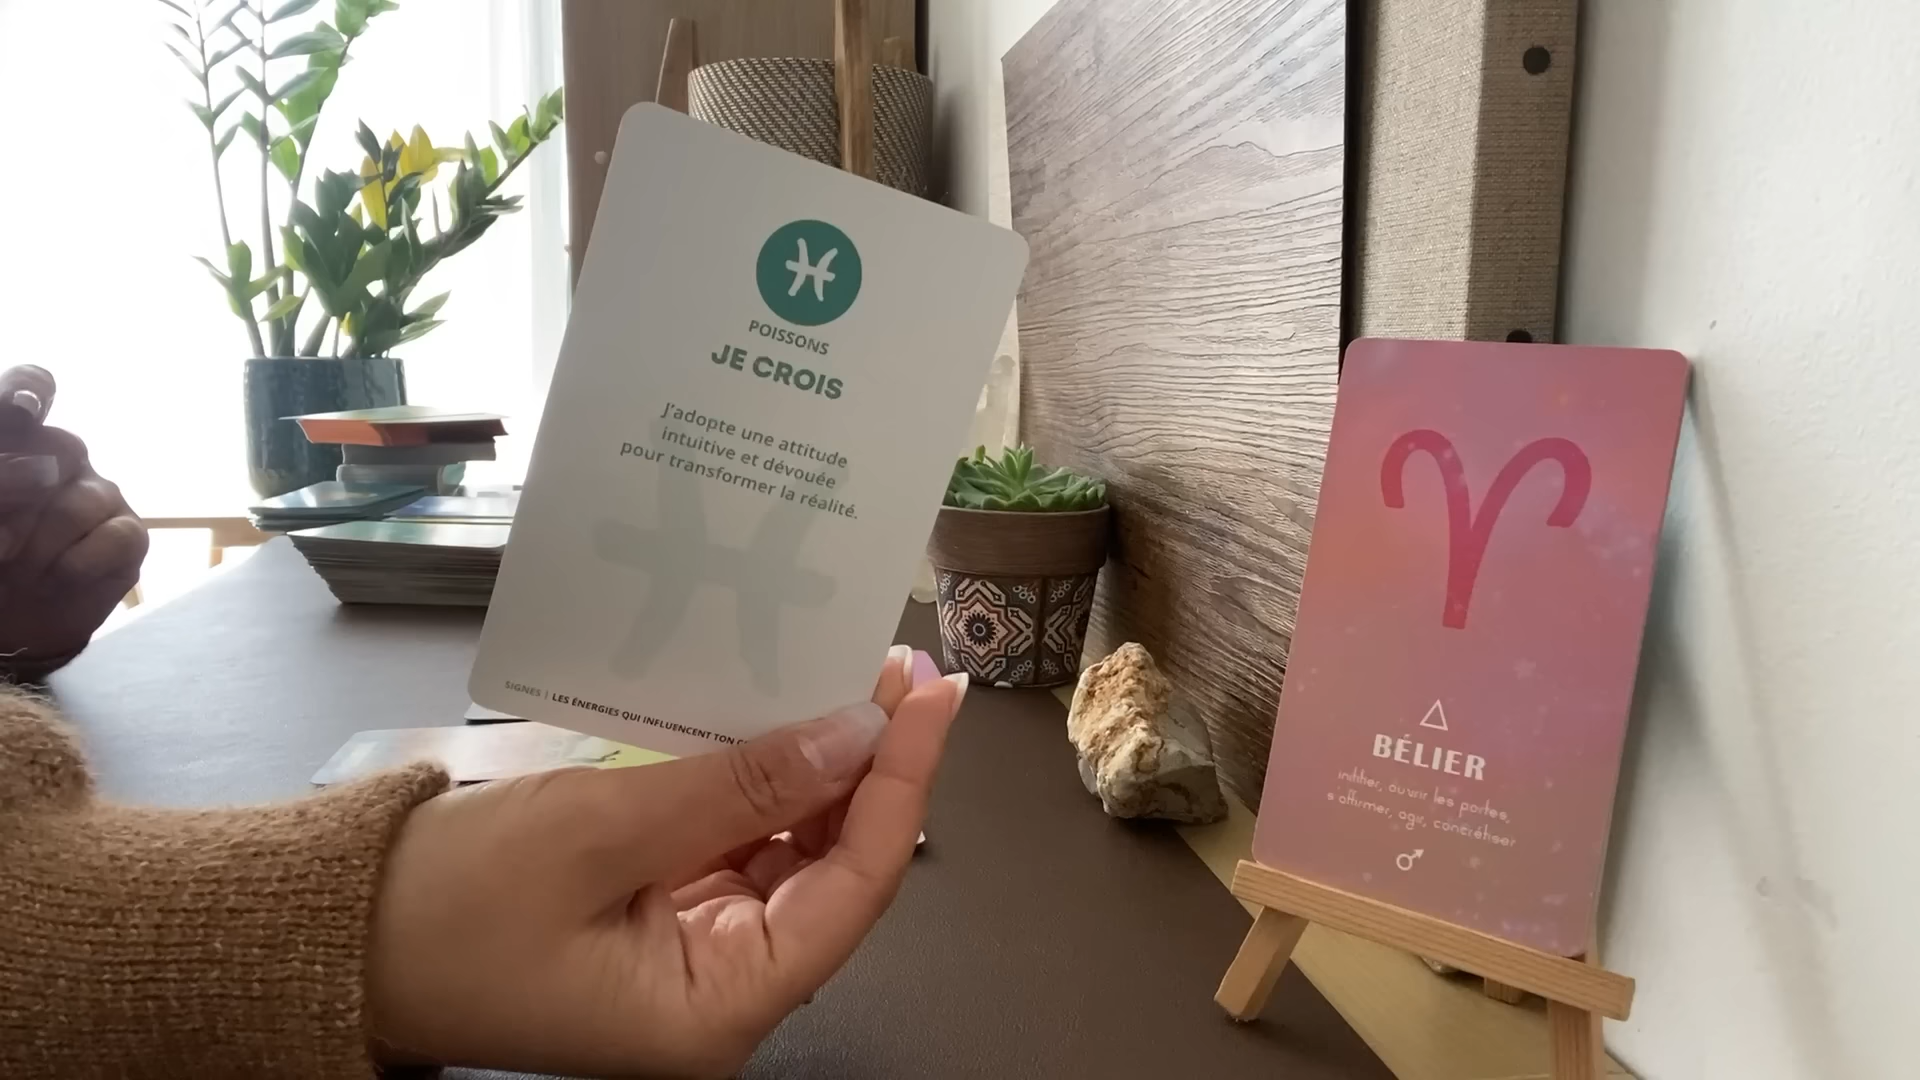 POISSONS
JE CROIS
J'adopte une attitude
intuitive et dévouée
pour transformer la réalité.
SIGNES | LES ÉNERGIES QUI INFLUENCENT TON
BÉLIER
initier, ouvrir les portes,
s'affirmer, agir, concrétiser